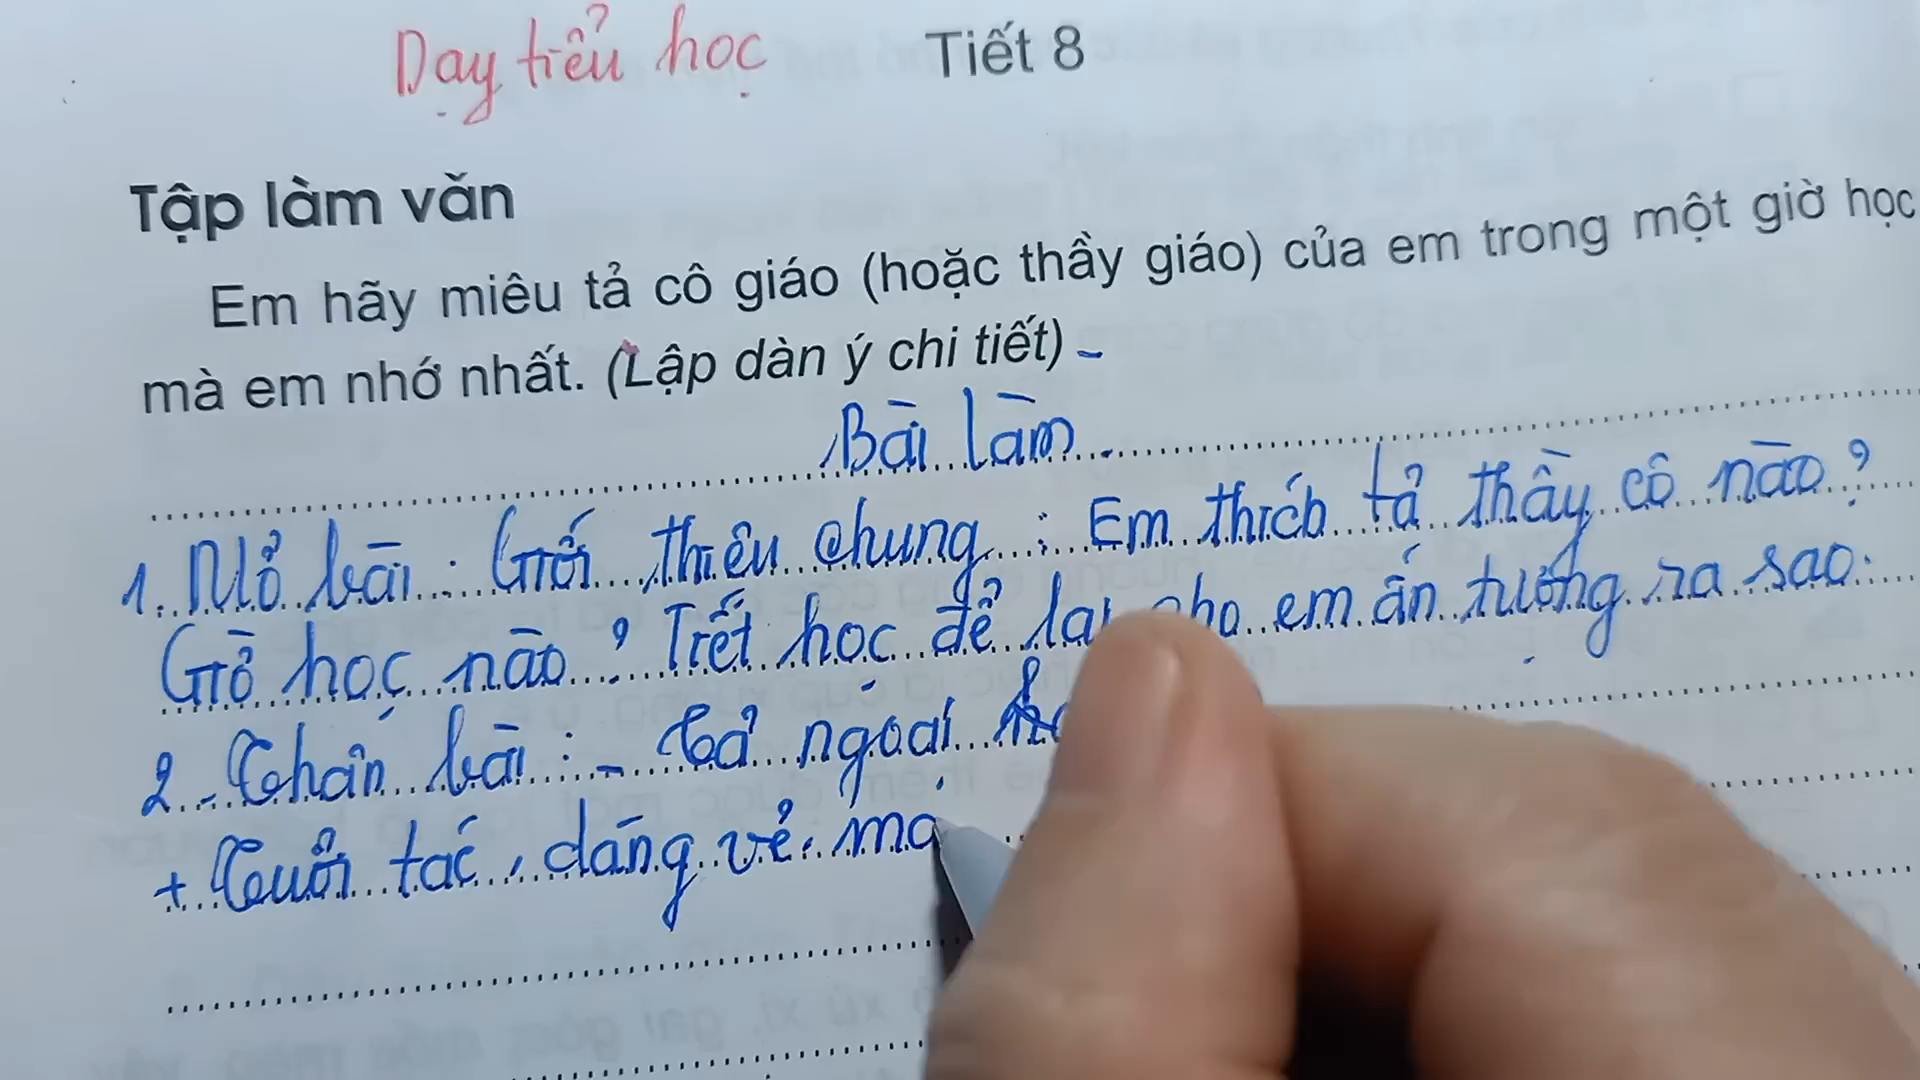 Dạy tiểu học
Tiết 8
Tập làm văn
Em hãy miêu tả cô giáo (hoặc thầy giáo) của em trong một giờ học
mà em nhớ nhất. (Lập dàn ý chi tiết)
Bài làm
1. Mở bài: Giới thiệu chung: Em thích tả thầy cô nào?
Giờ học nào? Tiết học để lại cho em ấn tượng ra sao.
2. Thân bài: - Tả ngoại
+ Tuổi tác, dáng vẻ,